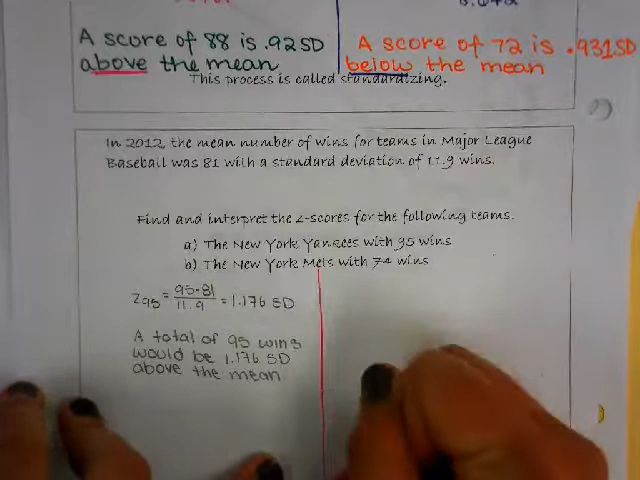 A score of 88 is .92 SD
above the mean
A score of 72 is .931 SD
below the mean
This process is called standardizing.
In 2012, the mean number of wins for teams in Major League
Baseball was 81 with a standard deviation of 11.9 wins.
Find and interpret the z-scores for the following teams.
a) The New York Yankees with 95 wins
b) The New York Mets with 74 wins
z95 = 95-81 / 11.9 = 1.176 SD
A total of 95 wins
would be 1.176 SD
above the mean